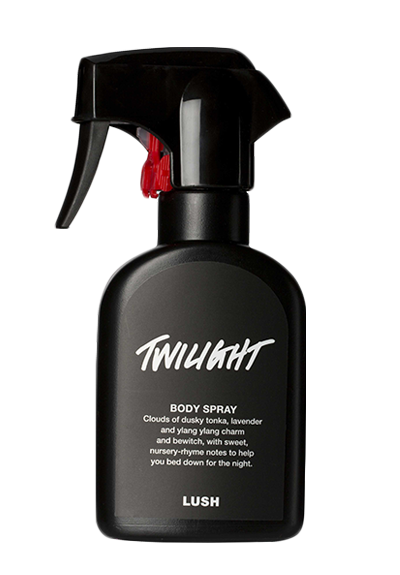 TWILIGHT
BODY SPRAY
Clouds of dusky tonka, lavender
and ylang ylang charm
and bewitch, with sweet,
nursery-rhyme notes to help
you bed down for the night.
LUSH